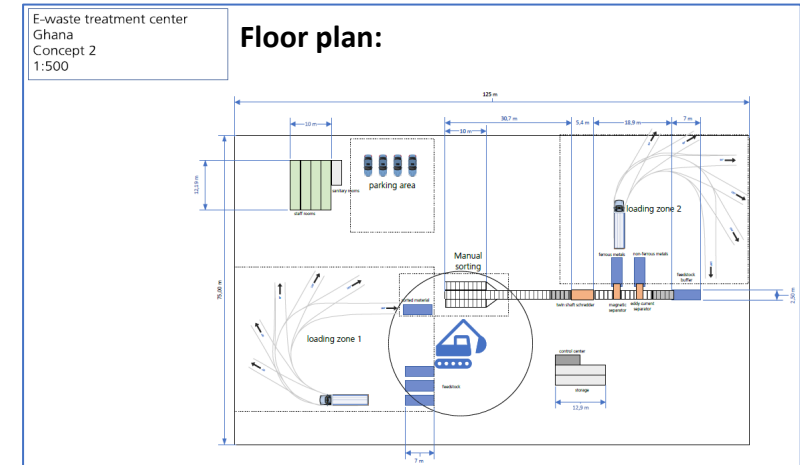 E-waste treatment center
Ghana
Concept 2
1:500
Floor plan:
125 m
30,7 m
5,4 m
18,9 m
7 m
10 m
10 m
12,19 m
sanitary rooms
parking area
staff rooms
loading zone 2
Manual
sorting
ferrous metals
non-ferrous metals
feedstock
buffer
75,00 m
sorted material
2,50 m
twin shaft schredder
magnetic
separator
eddy current
separator
loading zone 1
control center
feedstock
storage
12,9 m
7 m